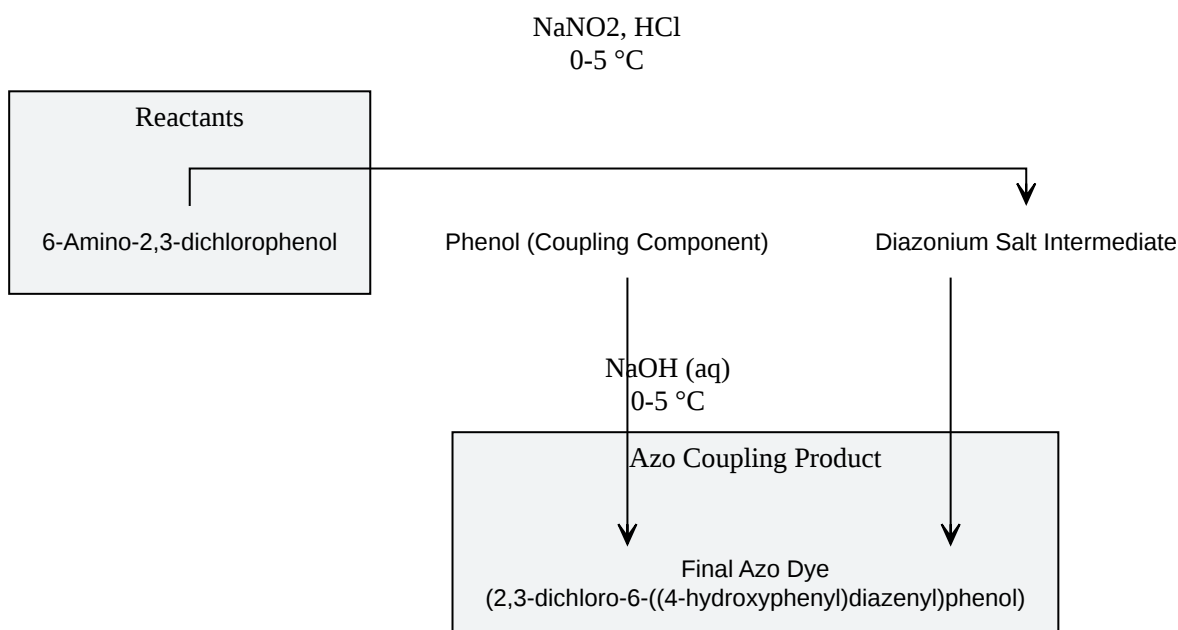 NaNO2, HCl
0-5 °C
Reactants
6-Amino-2,3-dichlorophenol
Phenol (Coupling Component)
Diazonium Salt Intermediate
NaOH (aq)
0-5 °C
Azo Coupling Product
Final Azo Dye
(2,3-dichloro-6-((4-hydroxyphenyl)diazenyl)phenol)